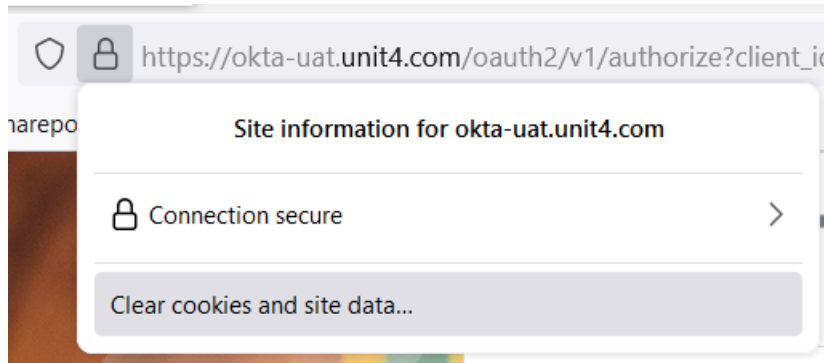 https://okta-uat.unit4.com/oauth2/v1/authorize?client_i
harepo
Site information for okta-uat.unit4.com
Connection secure
Clear cookies and site data...